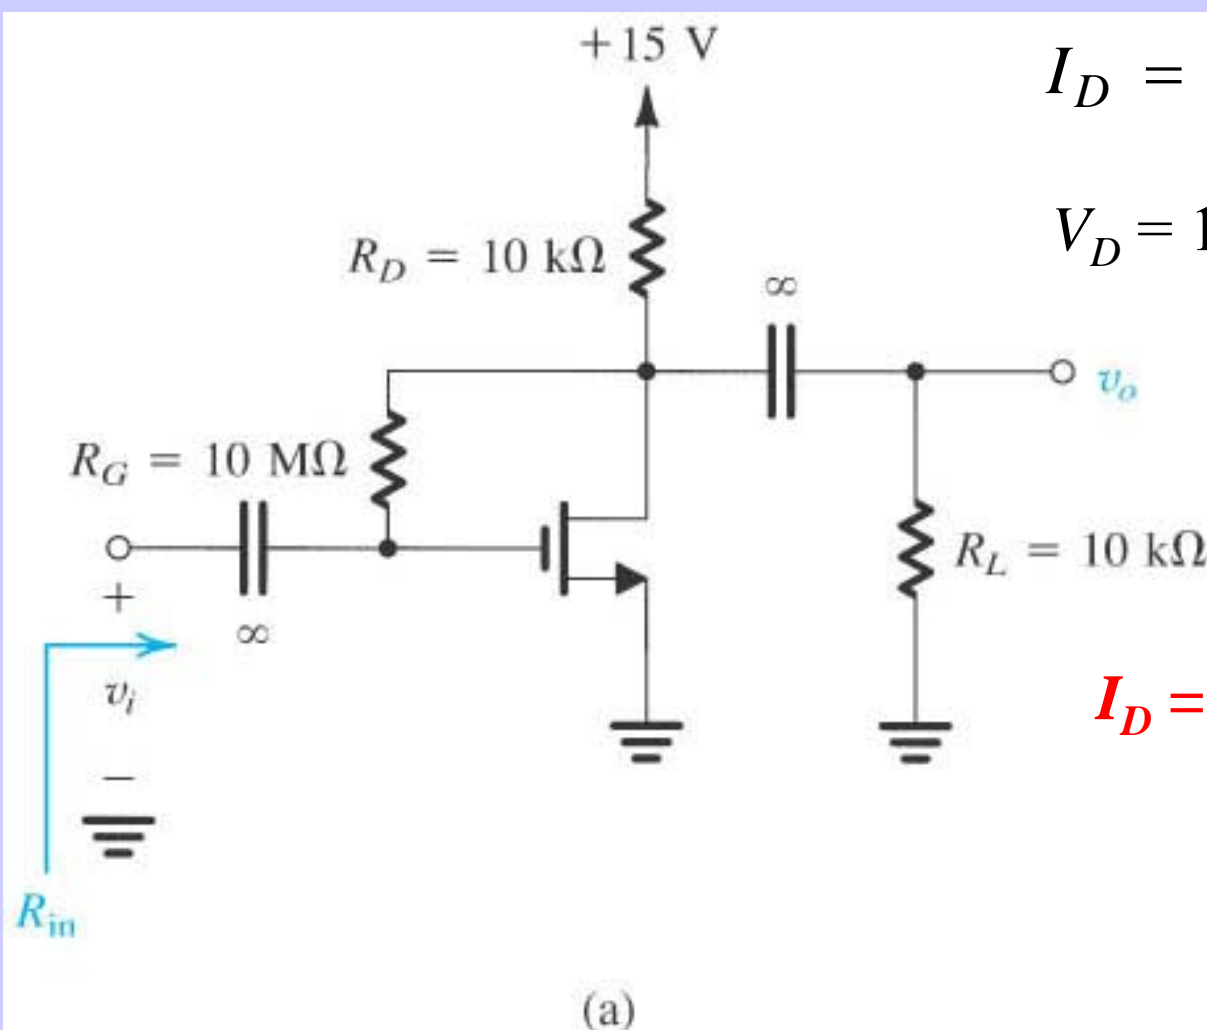 +15 V
I_D =
R_D = 10 kΩ
V_D = 1
∞
v_o
R_G = 10 MΩ
R_L = 10 kΩ
+
∞
v_i
I_D =
−
R_in
(a)